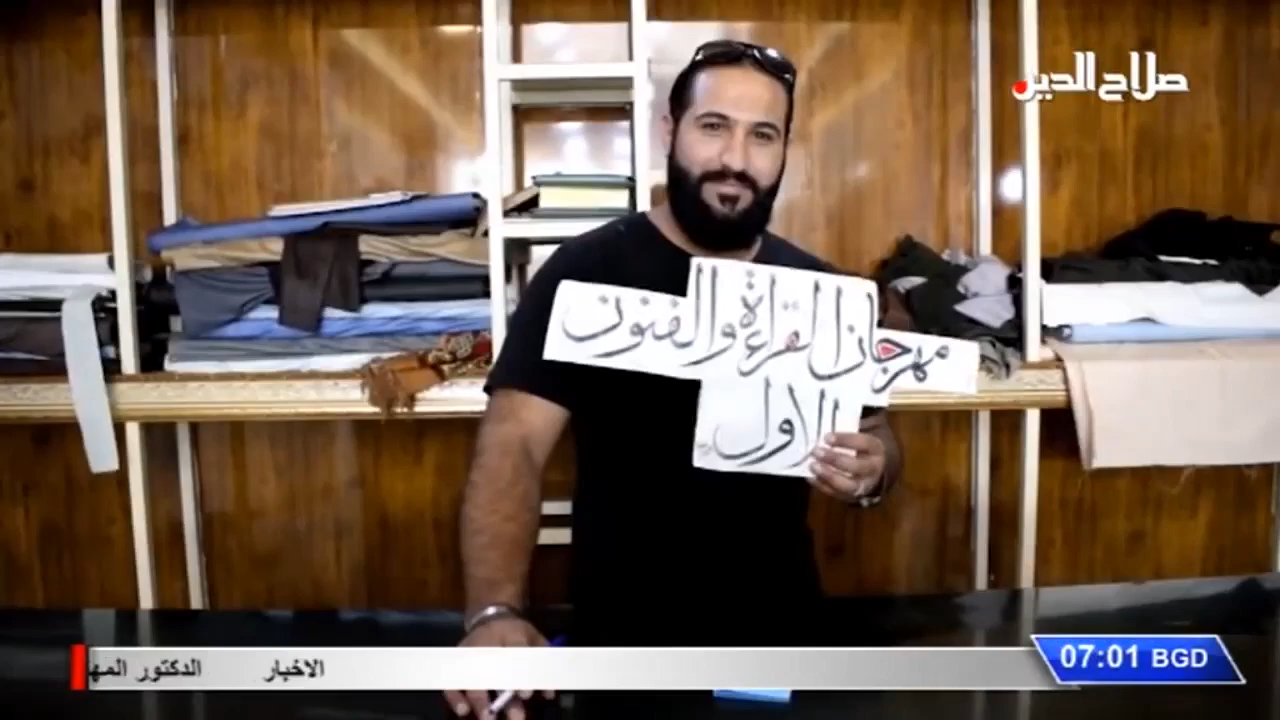 صلاح الدين
مهرجان القراءة والفنون
الاول
الاخبار الدكتور المه
07:01 BGD